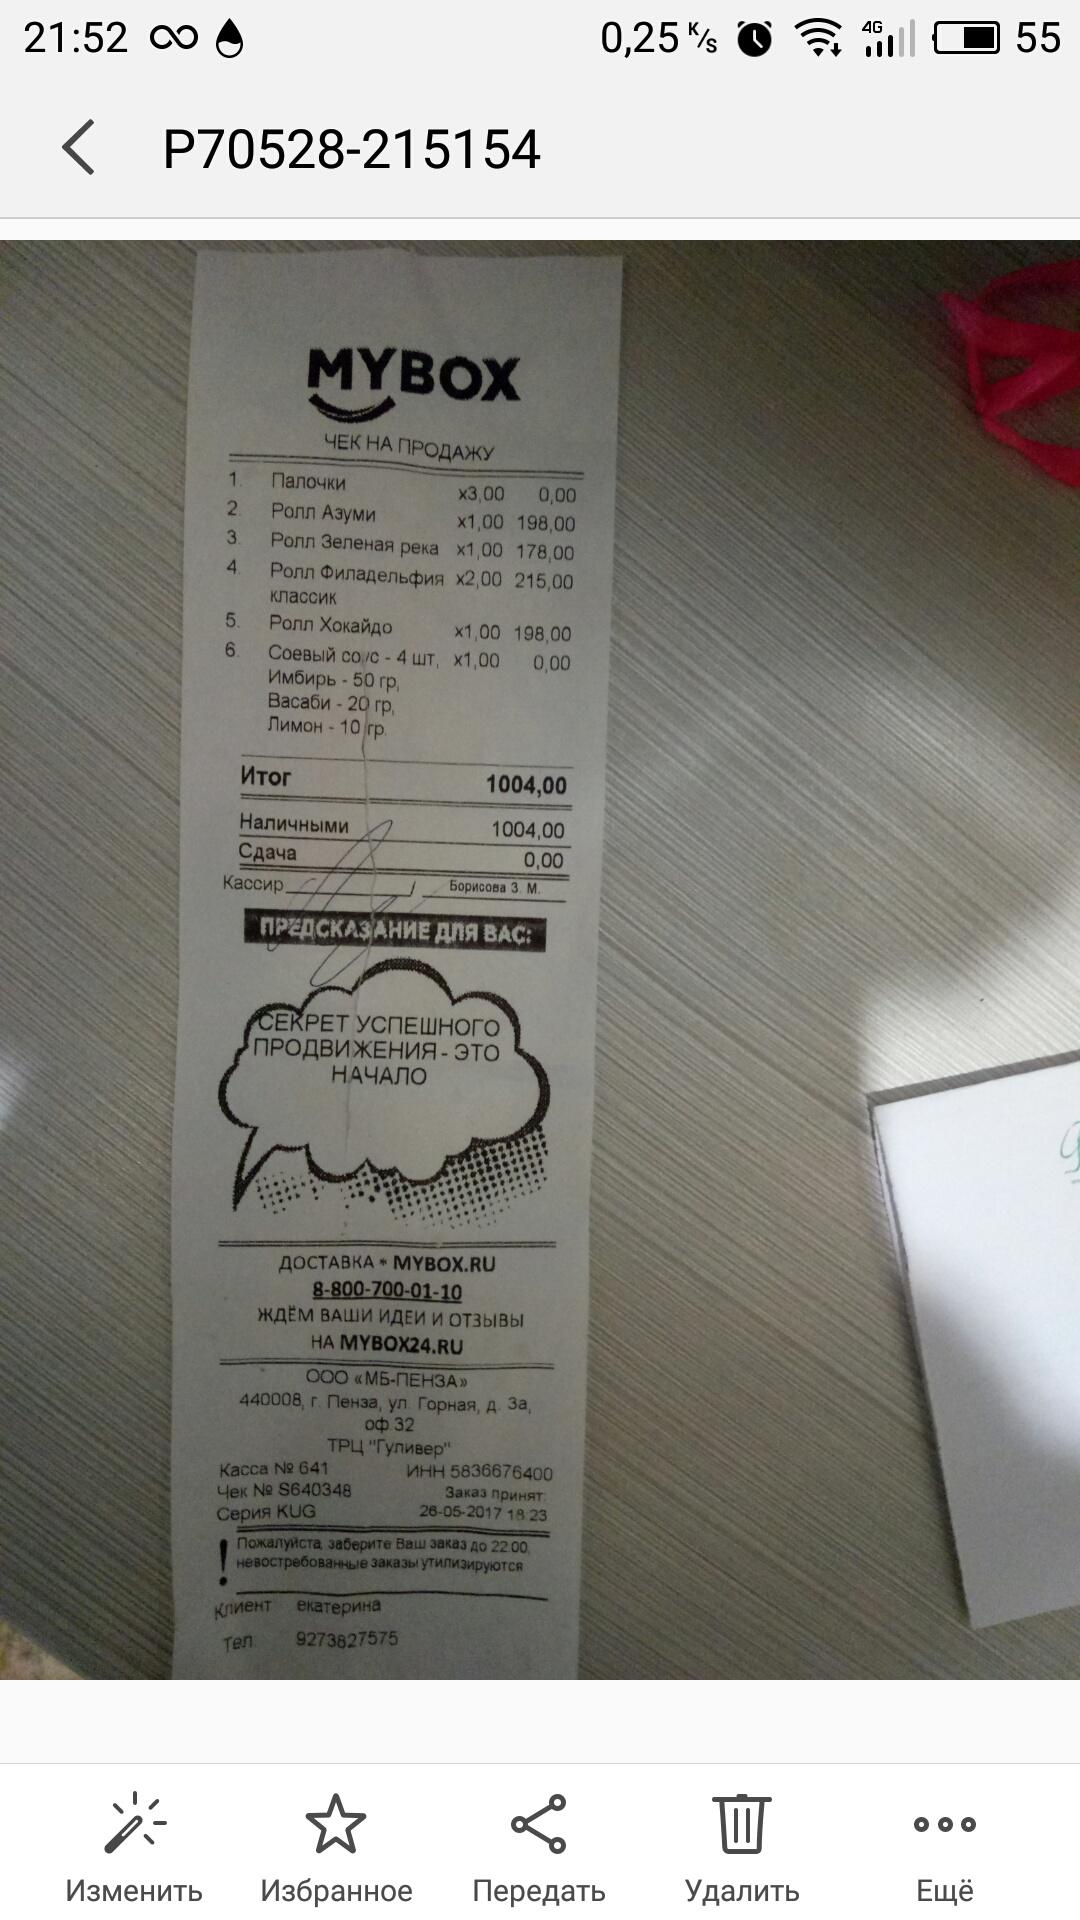 21:52 0,25 K/s 4G 55
P70528-215154
MYBOX
ЧЕК НА ПРОДАЖУ
1. Палочки x3,00 0,00
2. Ролл Азуми x1,00 198,00
3. Ролл Зеленая река x1,00 178,00
4. Ролл Филадельфия x2,00 215,00
классик
5. Ролл Хокайдо x1,00 198,00
6. Соевый соус - 4 шт, x1,00 0,00
Имбирь - 50 гр,
Васаби - 20 гр,
Лимон - 10 гр.
Итог 1004,00
Наличными 1004,00
Сдача 0,00
Кассир / Борисова З. М.
ПРЕДСКАЗАНИЕ ДЛЯ ВАС:
СЕКРЕТ УСПЕШНОГО
ПРОДВИЖЕНИЯ - ЭТО
НАЧАЛО
ДОСТАВКА * MYBOX.RU
8-800-700-01-10
ЖДЁМ ВАШИ ИДЕИ И ОТЗЫВЫ
НА MYBOX24.RU
ООО «МБ-ПЕНЗА»
440008, г. Пенза, ул. Горная, д. 3а,
оф 32
ТРЦ "Гуливер"
Касса № 641 ИНН 5836676400
Чек № S640348 Заказ принят:
Серия KUG 26-05-2017 18:23
! Пожалуйста, заберите Ваш заказ до 22:00,
невостребованные заказы утилизируются
Клиент екатерина
Тел 9273827575
Изменить Избранное Передать Удалить Ещё